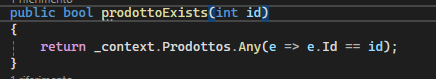 public bool prodottoExists(int id)
{
return _context.Prodottos.Any(e => e.Id == id);
}